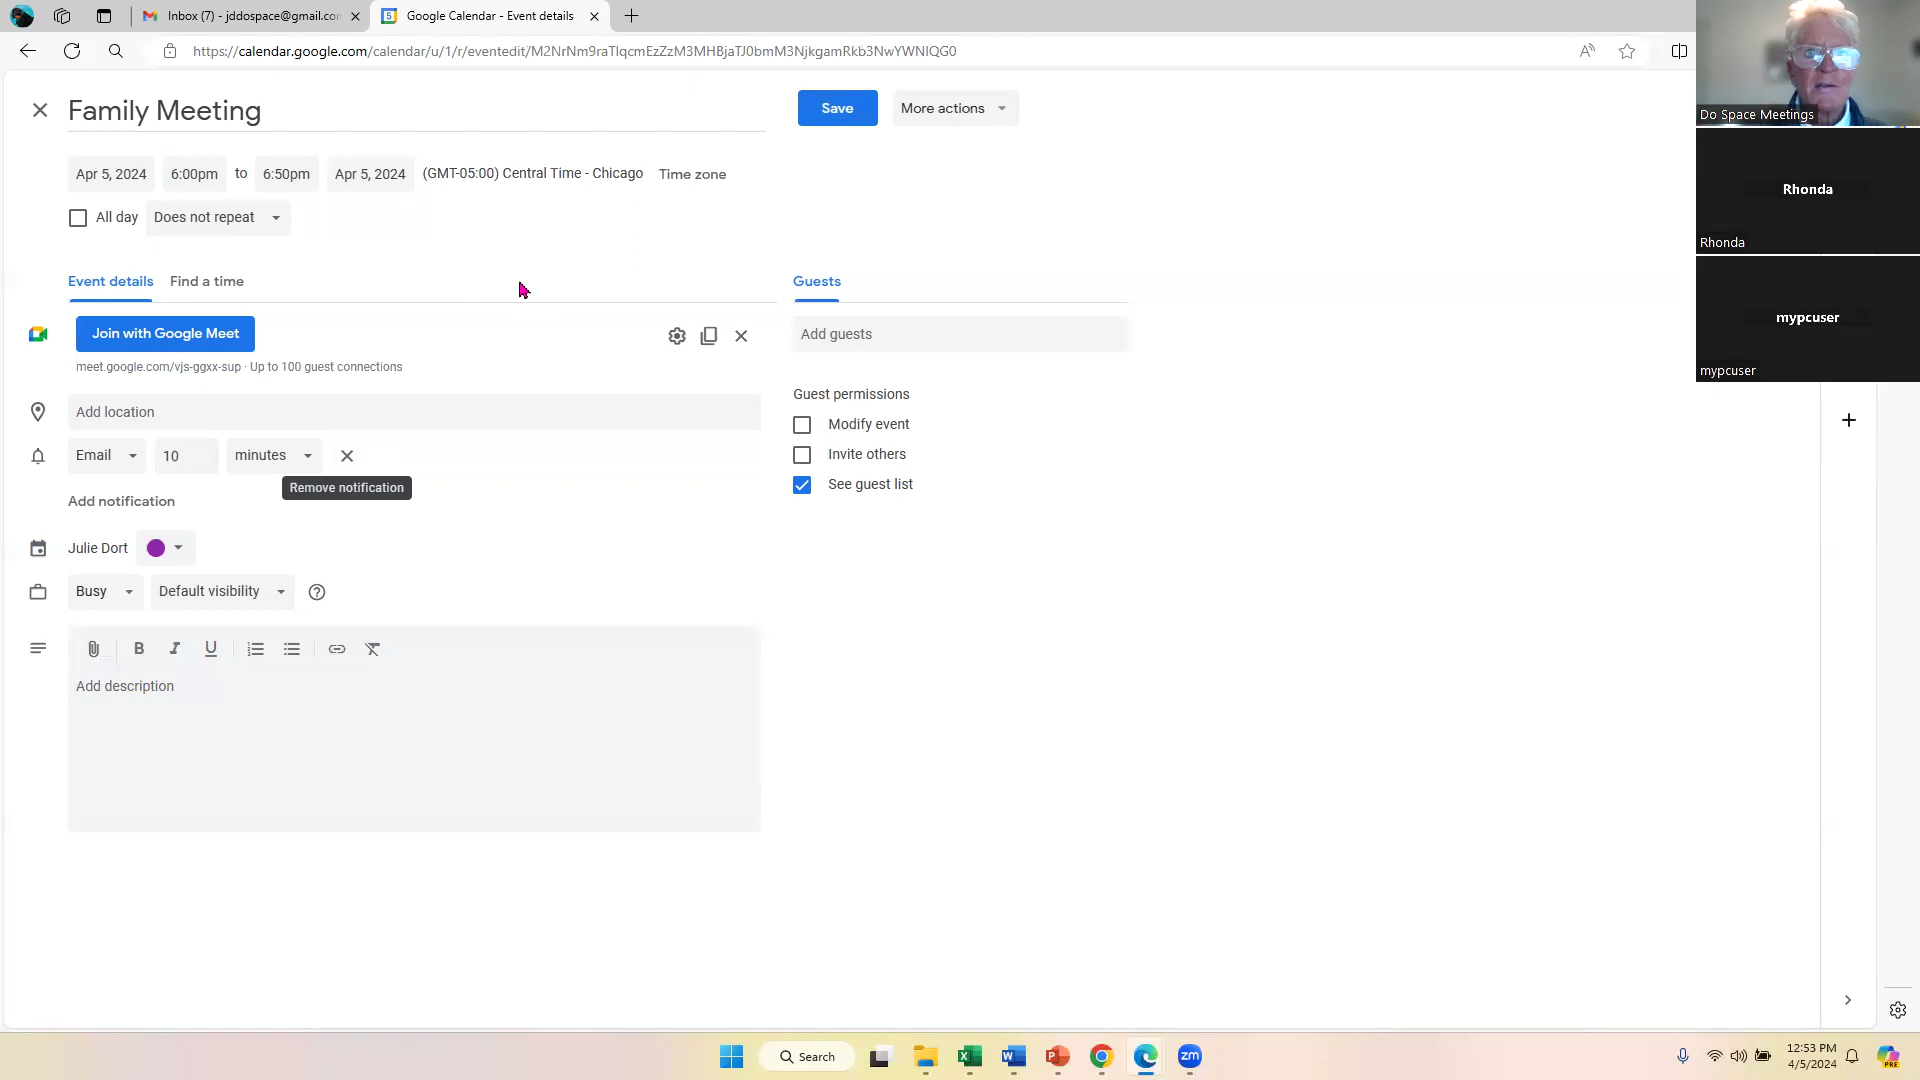 Inbox (7) - jddospace@gmail.con
Google Calendar - Event details
https://calendar.google.com/calendar/u/1/r/eventedit/M2NrNm9raTlqcmEzZzM3MHBjaTJ0bmM3NjkgamRkb3NwYWNlQG0
Family Meeting
Save
More actions
Do Space Meetings
Apr 5, 2024 6:00pm to 6:50pm Apr 5, 2024 (GMT-05:00) Central Time - Chicago Time zone
All day Does not repeat
Rhonda
Rhonda
Event details Find a time
Guests
Join with Google Meet
meet.google.com/vjs-ggxx-sup · Up to 100 guest connections
Add guests
mypcuser
mypcuser
Add location
Guest permissions
Modify event
Invite others
See guest list
Email 10 minutes
Remove notification
Add notification
Julie Dort
Busy Default visibility
B I U
Add description
Search
zm
12:53 PM
4/5/2024
PRE